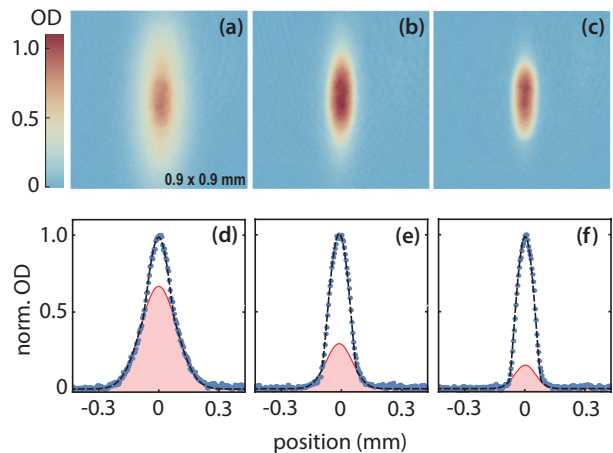 OD
(a)
(b)
(c)
1.0
0.5
0
0.9 x 0.9 mm
(d)
(e)
(f)
norm. OD
1.0
0.5
0
-0.3
0
0.3
-0.3
0
0.3
-0.3
0
0.3
position (mm)